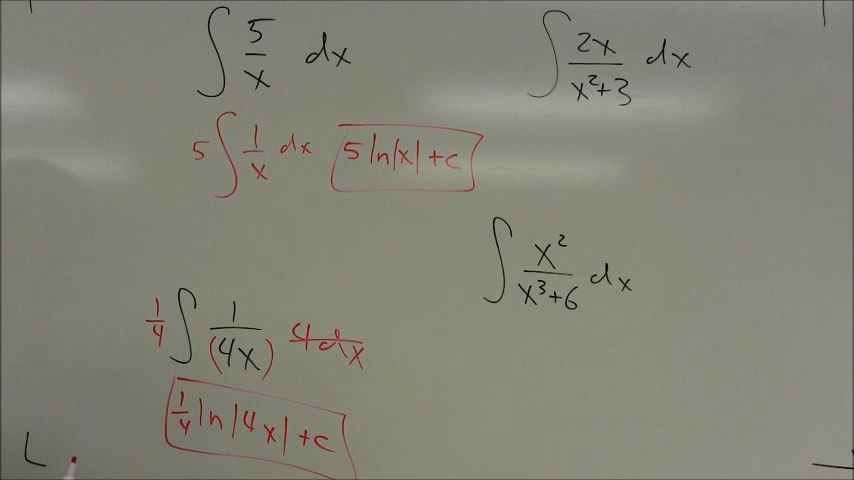 ∫ 5/x dx
∫ 2x/(x²+3) dx
5 ∫ 1/x dx  5 ln|x| + c
∫ x²/(x³+6) dx
1/4 ∫ 1/(4x) 4dx
1/4 ln|4x| + c